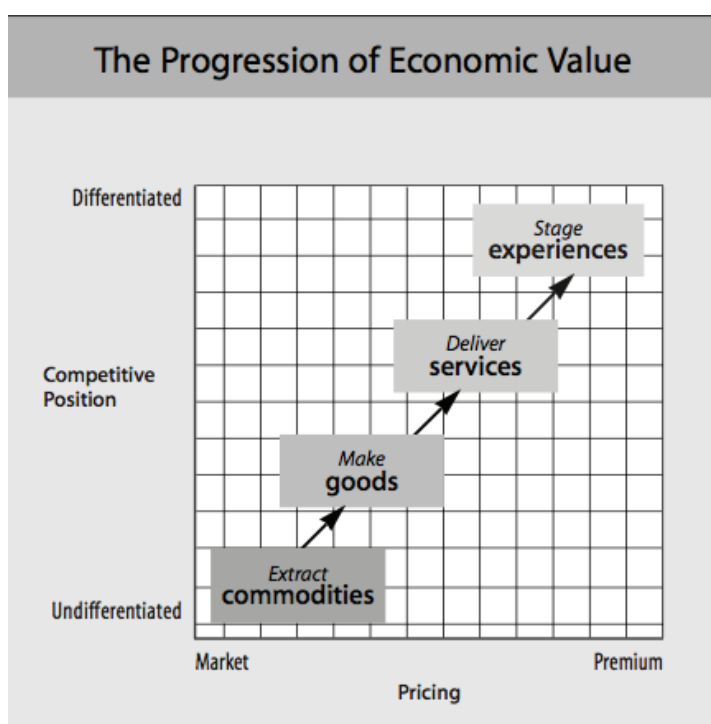 The Progression of Economic Value
Differentiated
Stage
experiences
Deliver
services
Competitive
Position
Make
goods
Extract
commodities
Undifferentiated
Market
Premium
Pricing